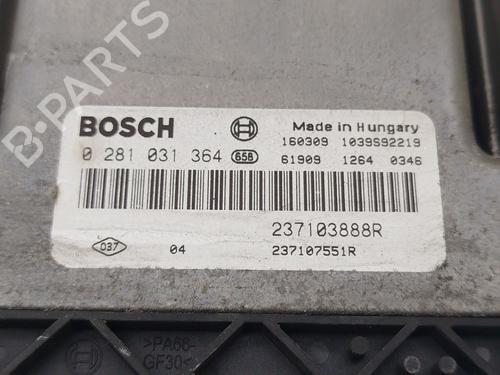 B-PARTS
BOSCH
Made in Hungary
160309 1039S92219
0 281 031 364 658 61909 1264 0346
237103888R
037 04 237107551R
>PA66-
GF30<